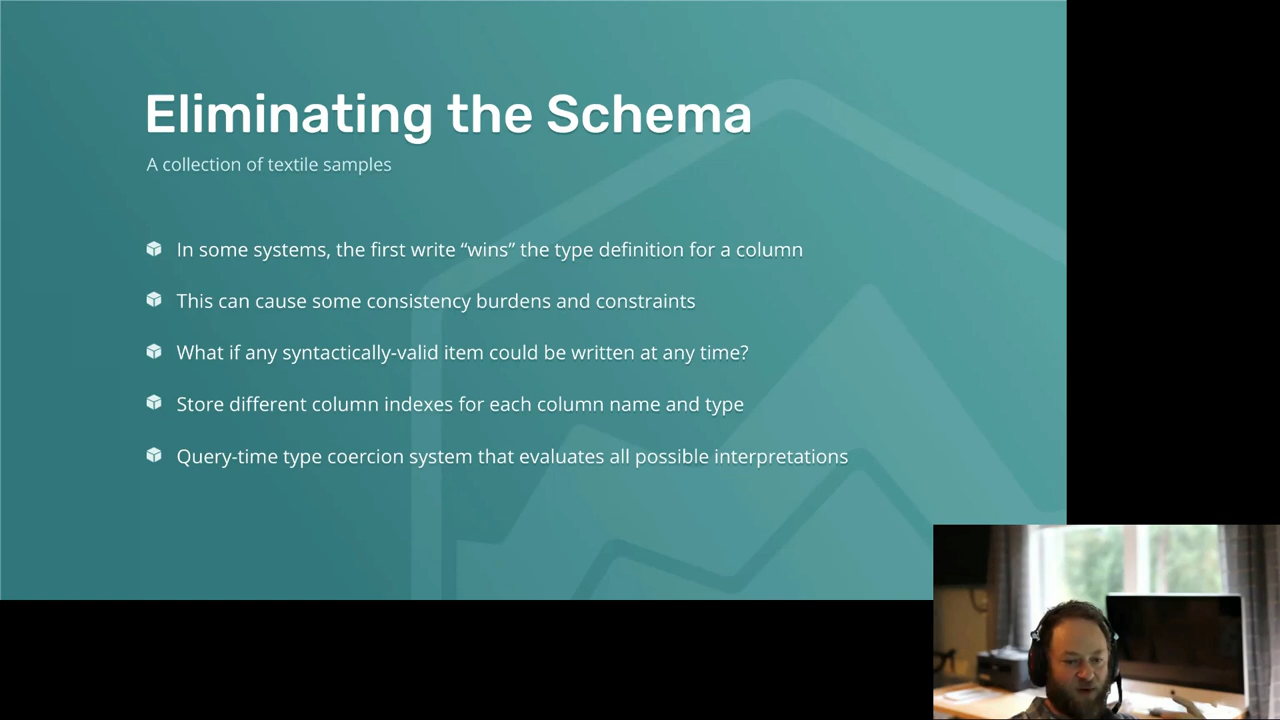 Eliminating the Schema
A collection of textile samples
In some systems, the first write “wins” the type definition for a column
This can cause some consistency burdens and constraints
What if any syntactically-valid item could be written at any time?
Store different column indexes for each column name and type
Query-time type coercion system that evaluates all possible interpretations